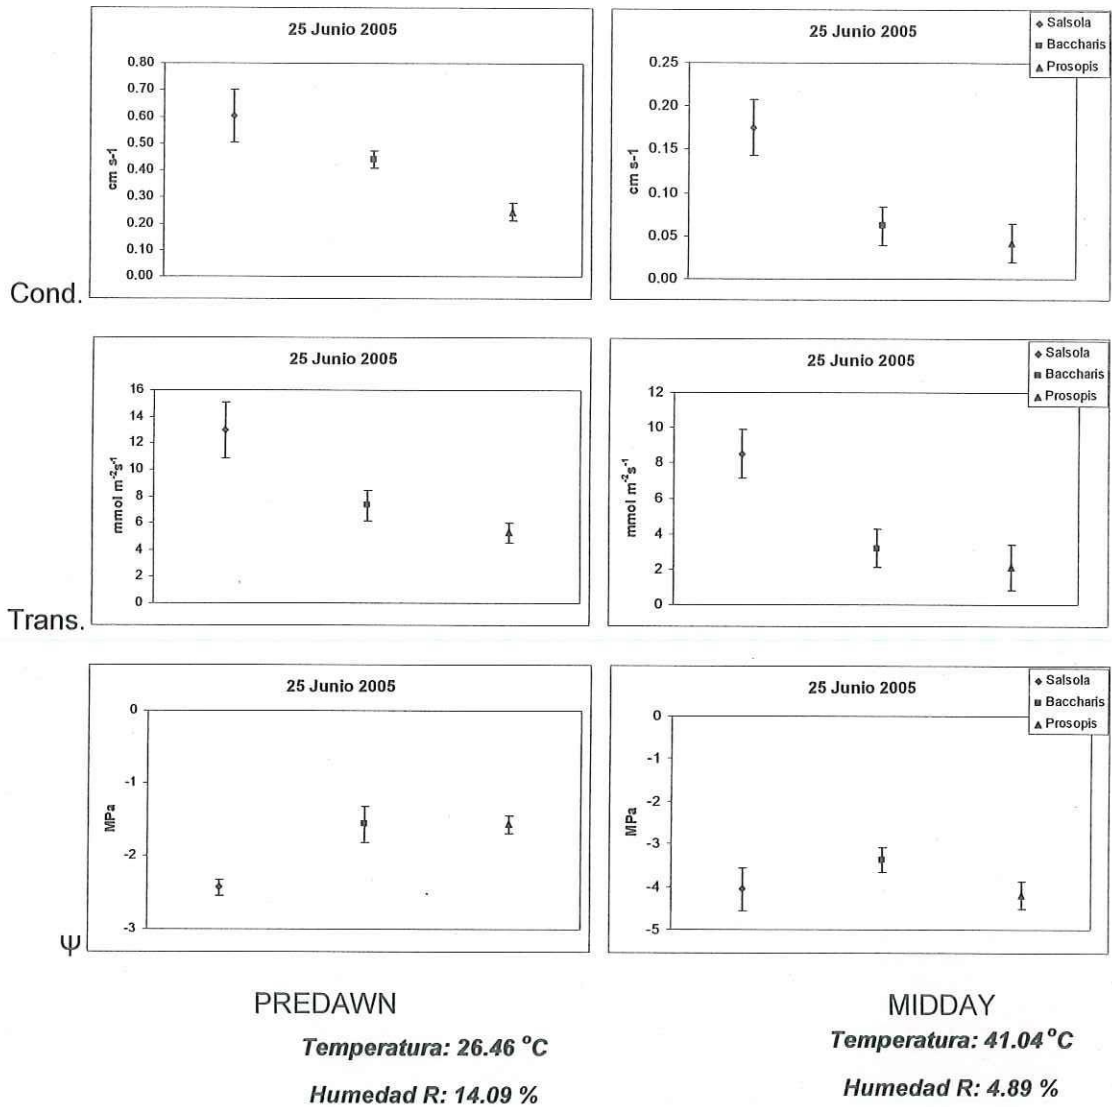 25 Junio 2005
0.80
0.70
0.60
0.50
0.40
0.30
0.20
0.10
0.00
cm s-1
Cond.
25 Junio 2005
Salsola
Baccharis
Prosopis
0.25
0.20
0.15
0.10
0.05
0.00
cm s-1
25 Junio 2005
16
14
12
10
8
6
4
2
0
mmol m⁻²s⁻¹
Trans.
25 Junio 2005
Salsola
Baccharis
Prosopis
12
10
8
6
4
2
0
mmol m⁻²s⁻¹
25 Junio 2005
0
-1
-2
-3
MPa
Ψ
25 Junio 2005
Salsola
Baccharis
Prosopis
0
-1
-2
-3
-4
-5
MPa
PREDAWN
Temperatura: 26.46 °C
Humedad R: 14.09 %
MIDDAY
Temperatura: 41.04 °C
Humedad R: 4.89 %